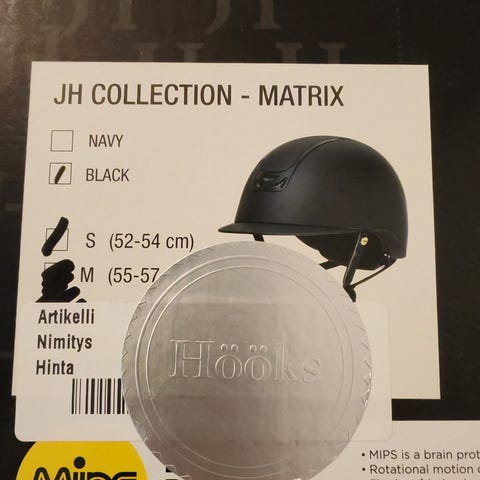 JH COLLECTION - MATRIX
NAVY
BLACK
S (52-54 cm)
M (55-57
Artikelli
Nimitys
Hinta
Hööks
Mips
• MIPS is a brain prot
• Rotational motion